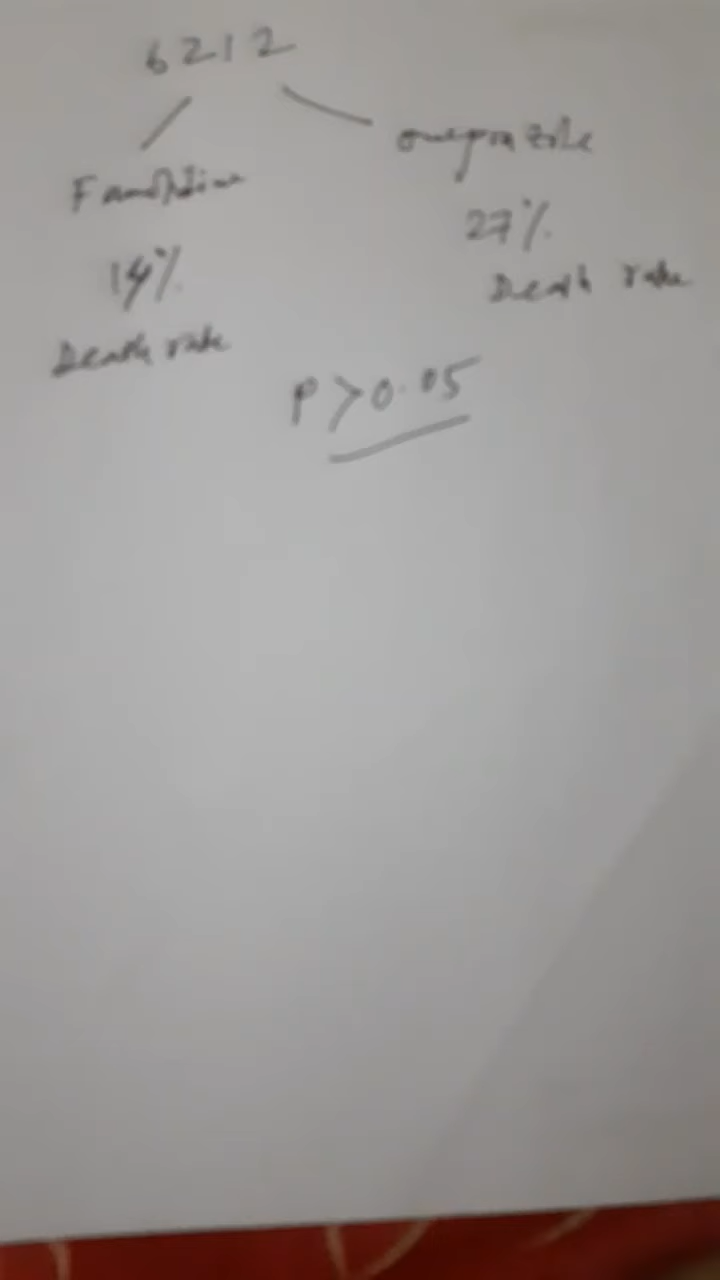 6212
Famotidine
omeprazole
14%
27%
Death rate
Death rate
P > 0.05